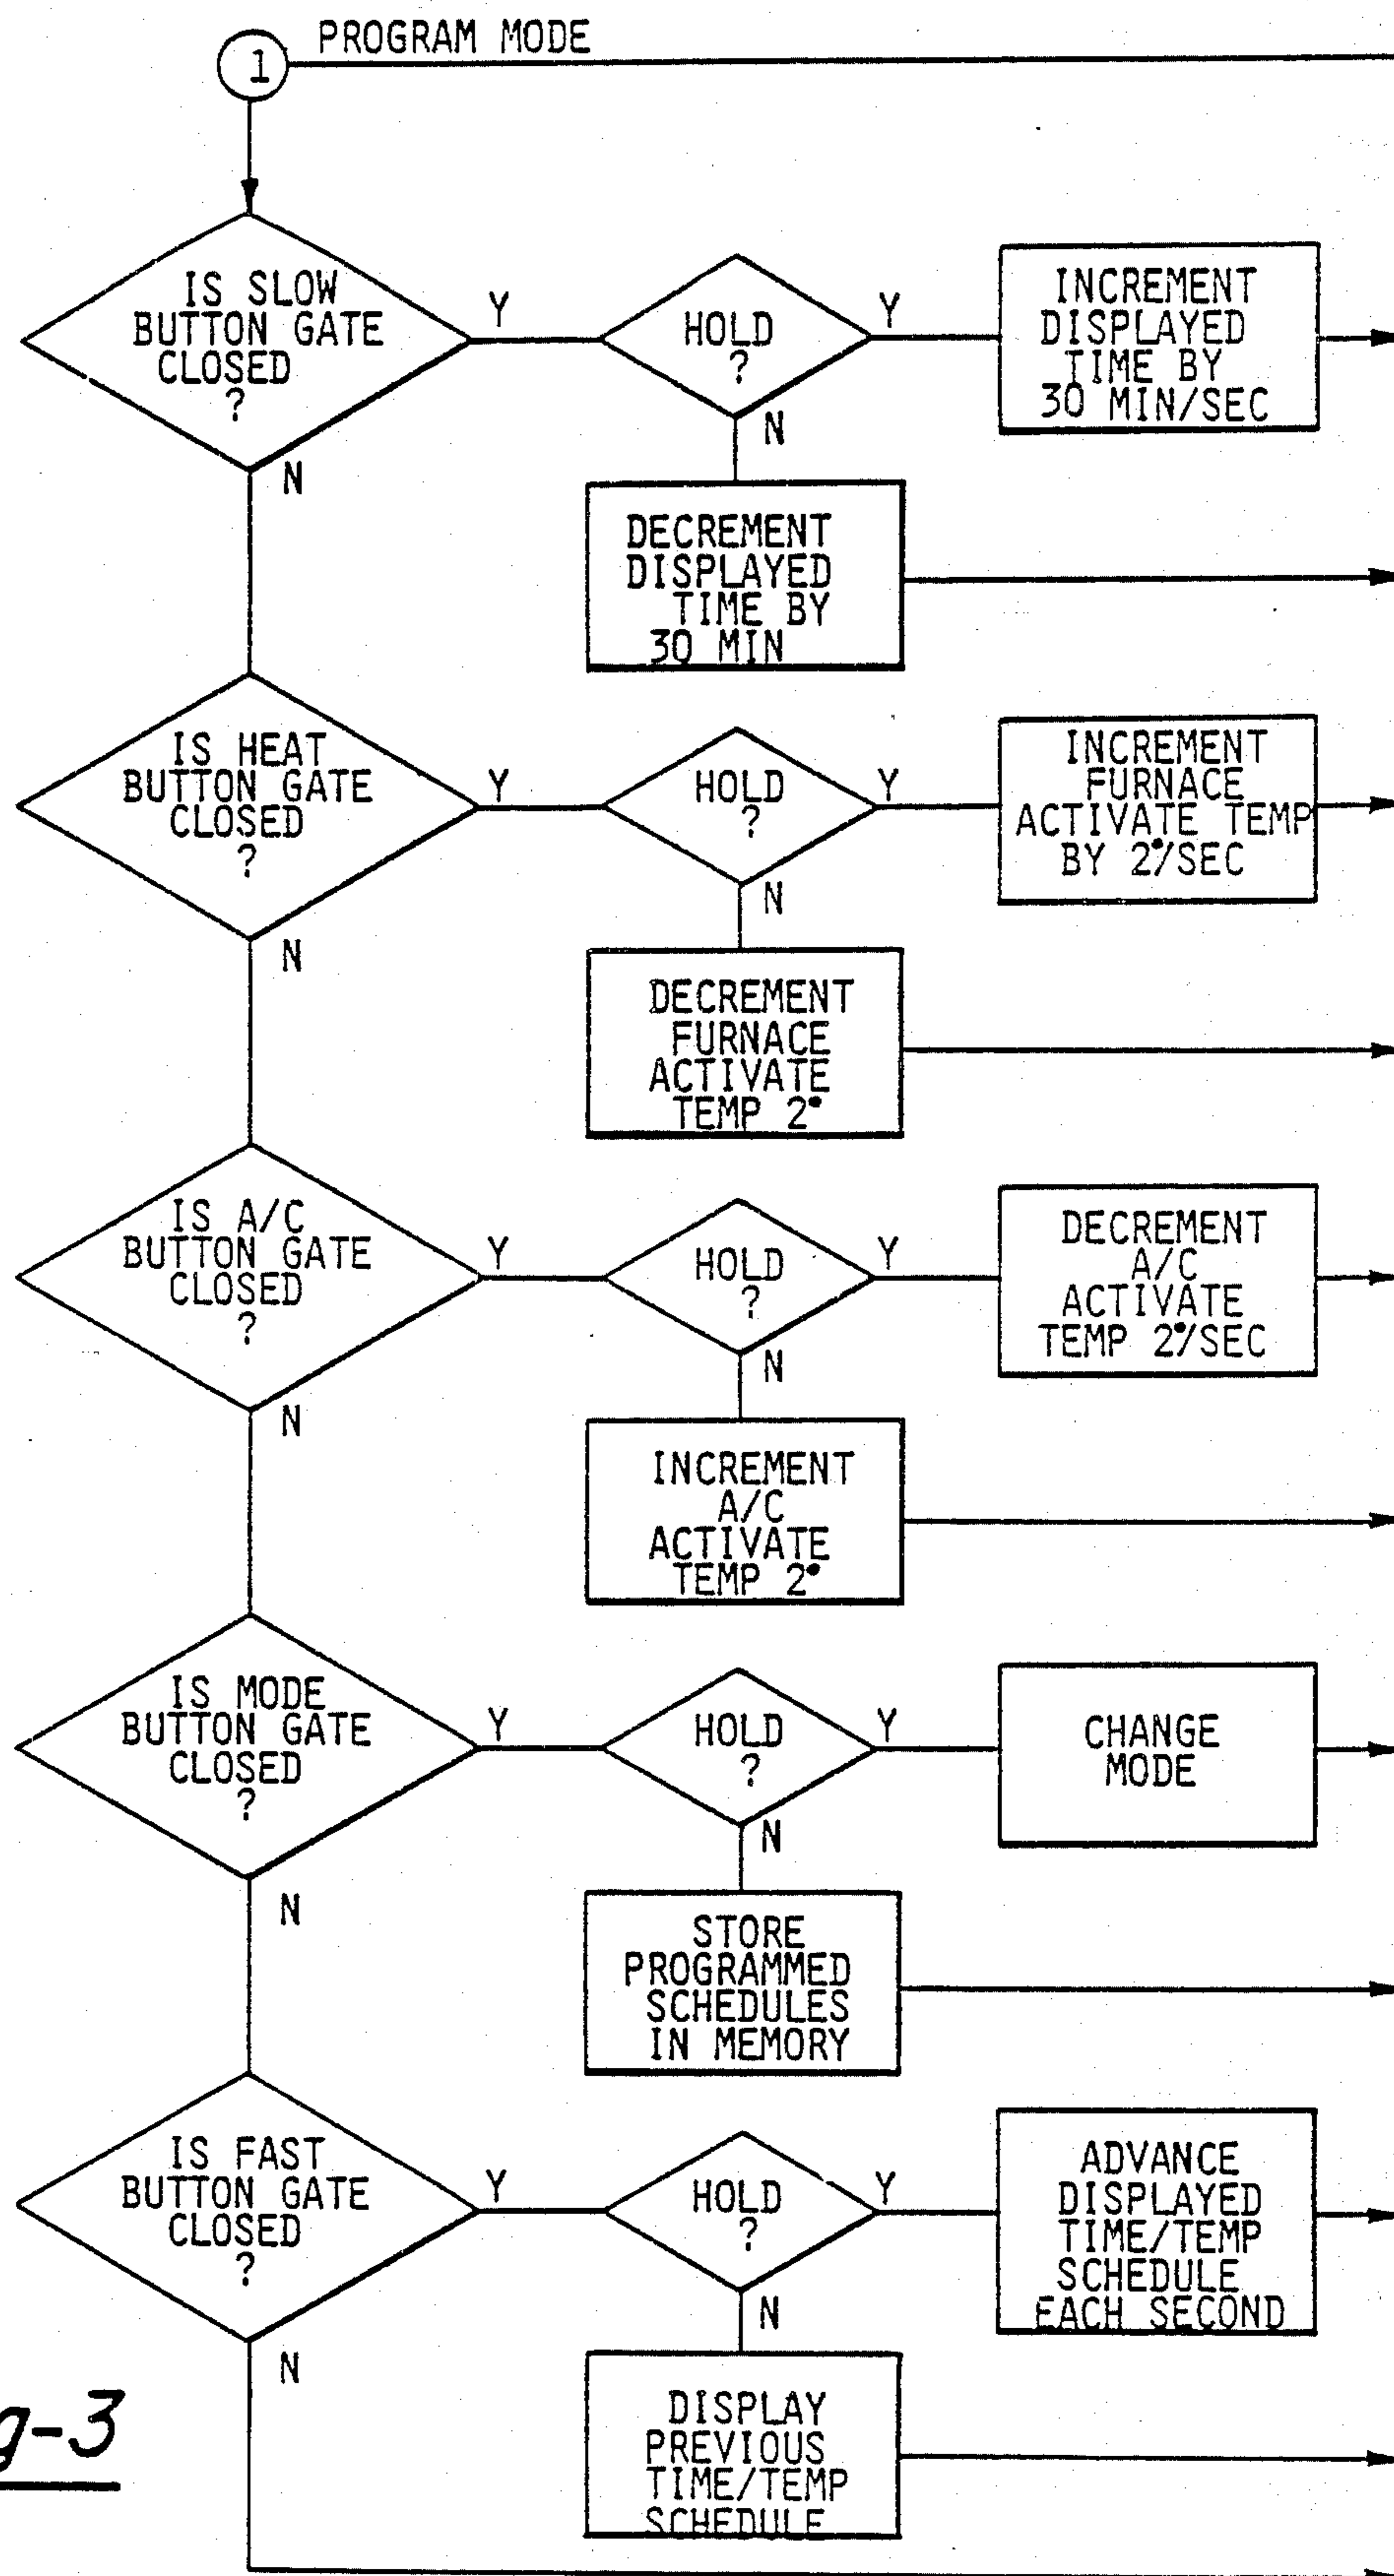 PROGRAM MODE
1
IS SLOW
BUTTON GATE
CLOSED
?
Y
N
HOLD
?
Y
N
INCREMENT
DISPLAYED
TIME BY
30 MIN/SEC
DECREMENT
DISPLAYED
TIME BY
30 MIN
IS HEAT
BUTTON GATE
CLOSED
?
Y
N
HOLD
?
Y
N
INCREMENT
FURNACE
ACTIVATE TEMP
BY 2°/SEC
DECREMENT
FURNACE
ACTIVATE
TEMP 2°
IS A/C
BUTTON GATE
CLOSED
?
Y
N
HOLD
?
Y
N
DECREMENT
A/C
ACTIVATE
TEMP 2°/SEC
INCREMENT
A/C
ACTIVATE
TEMP 2°
IS MODE
BUTTON GATE
CLOSED
?
Y
N
HOLD
?
Y
N
CHANGE
MODE
STORE
PROGRAMMED
SCHEDULES
IN MEMORY
IS FAST
BUTTON GATE
CLOSED
?
Y
N
HOLD
?
Y
N
ADVANCE
DISPLAYED
TIME/TEMP
SCHEDULE
EACH SECOND
DISPLAY
PREVIOUS
TIME/TEMP
SCHEDULE
g-3